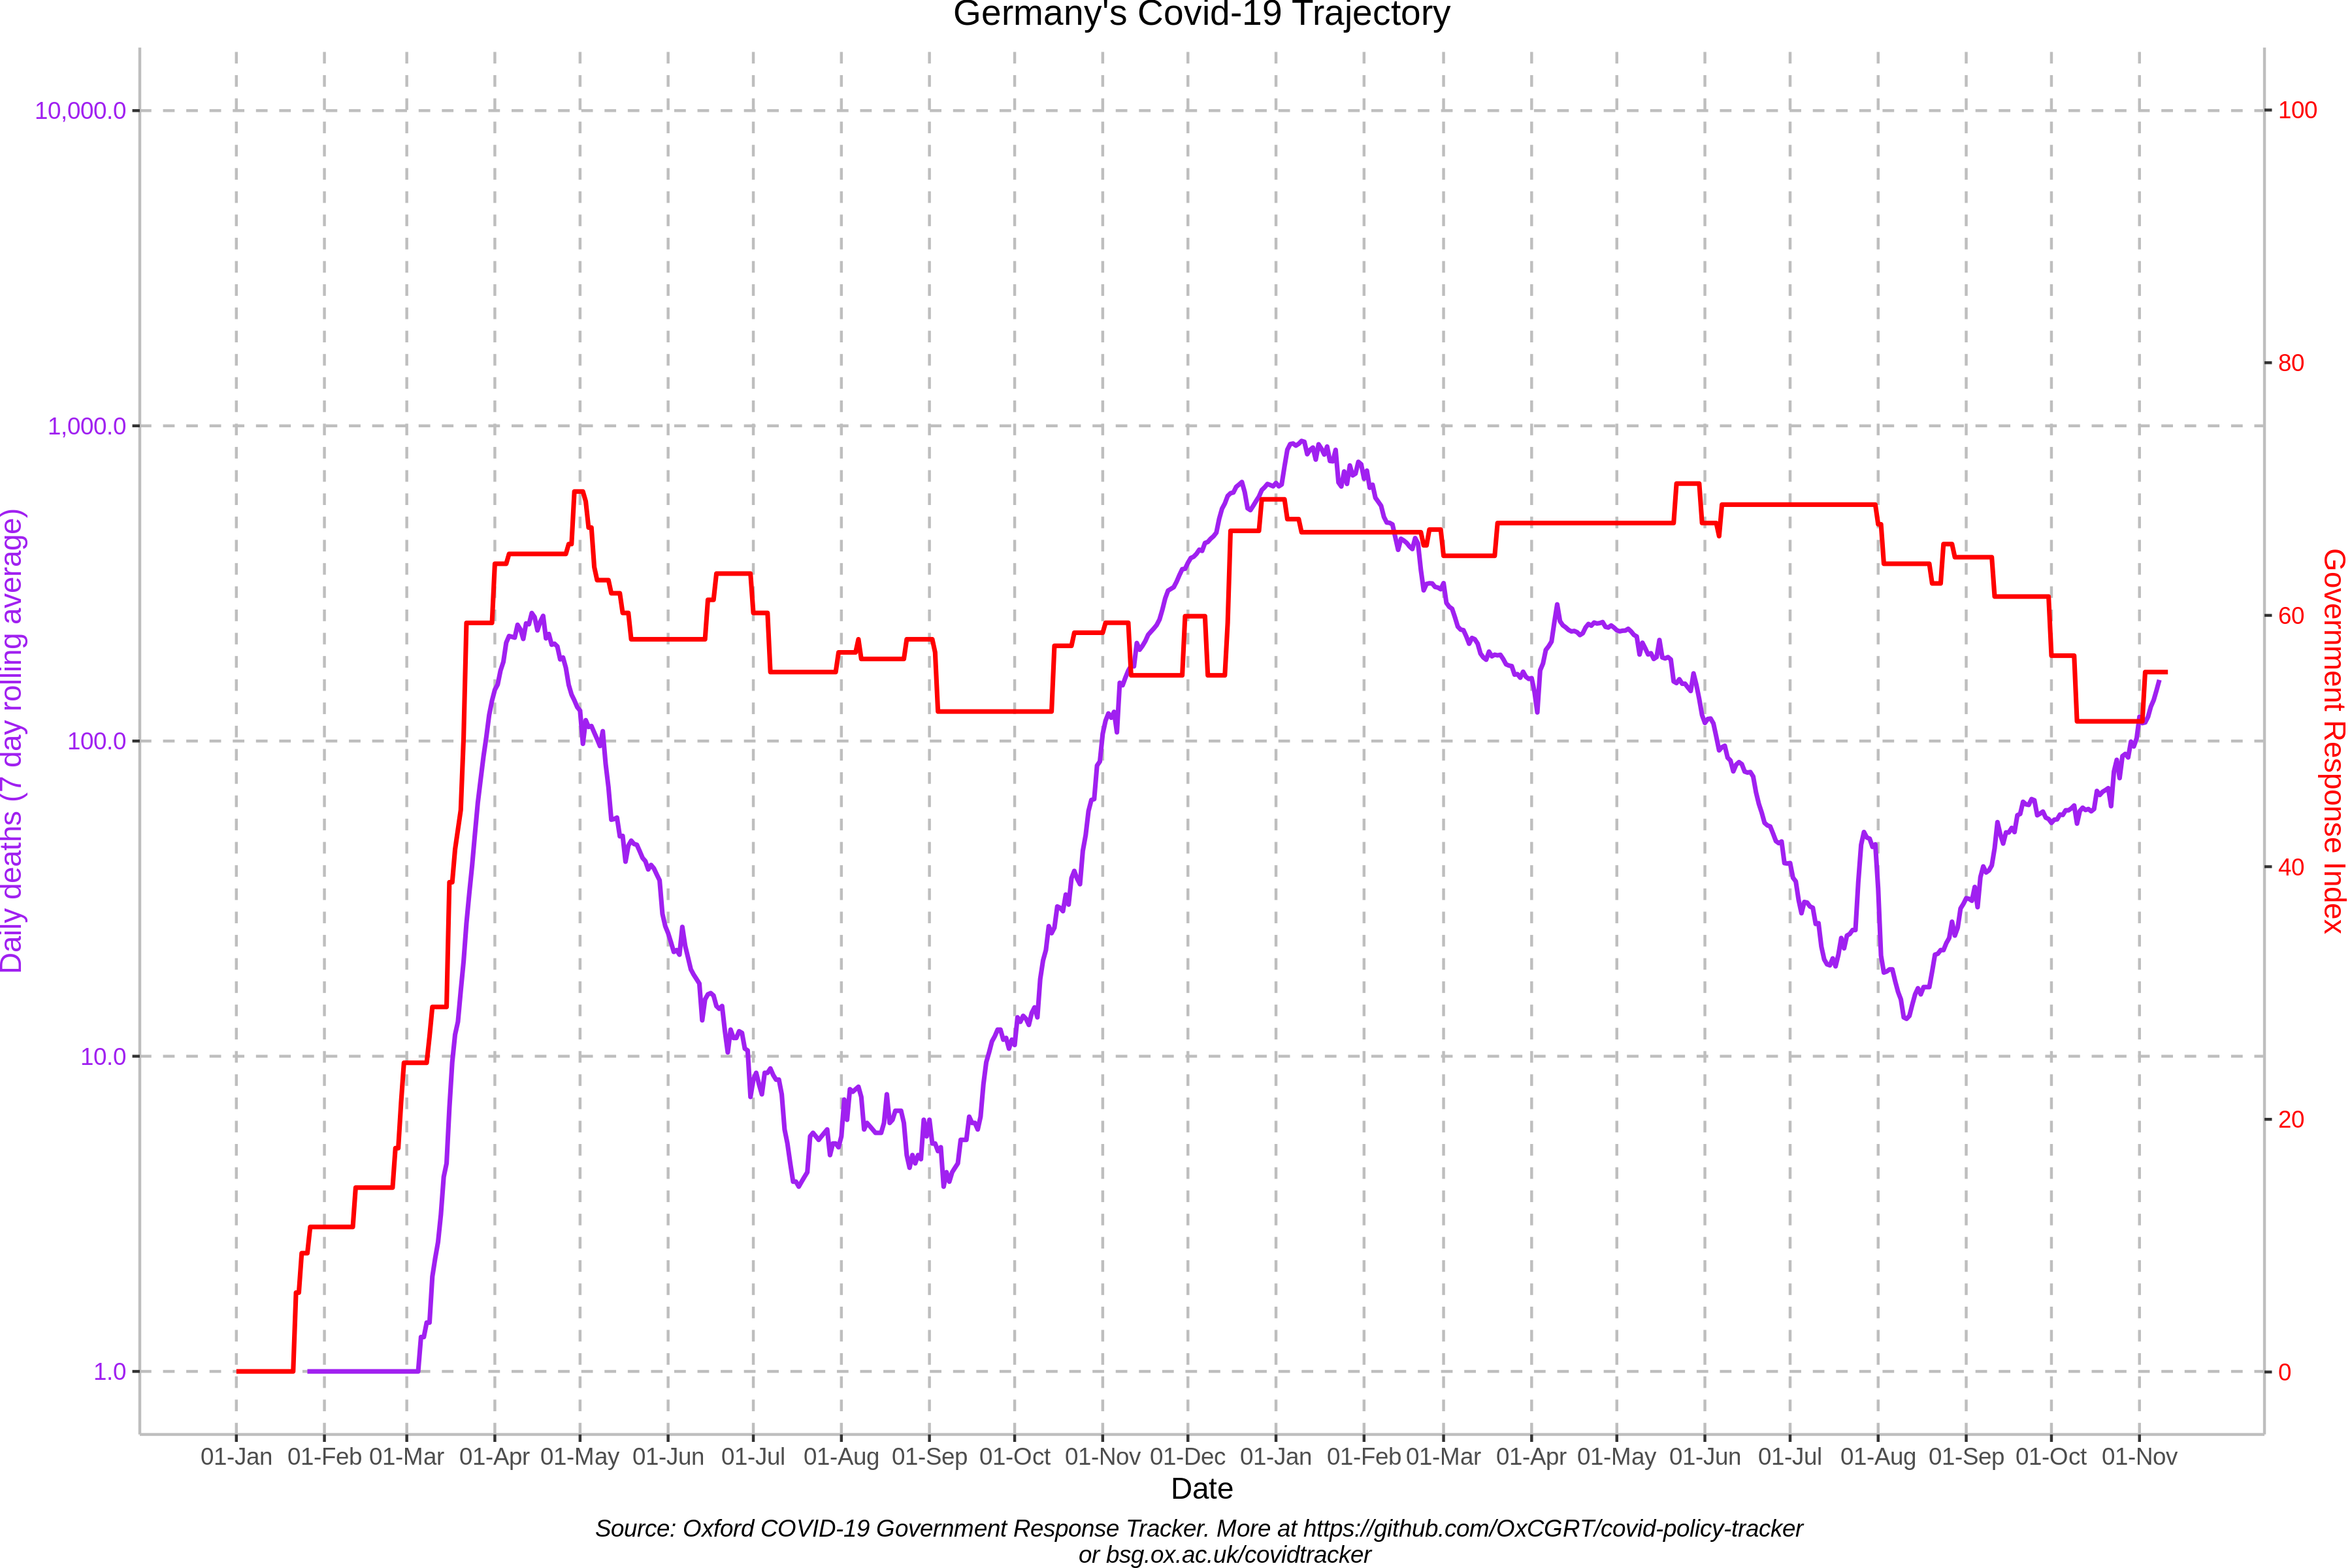 Germany's Covid-19 Trajectory
10,000.0
1,000.0
100.0
10.0
1.0
Daily deaths (7 day rolling average)
100
80
60
40
20
0
Government Response Index
01-Jan 01-Feb 01-Mar 01-Apr 01-May 01-Jun 01-Jul 01-Aug 01-Sep 01-Oct 01-Nov 01-Dec 01-Jan 01-Feb 01-Mar 01-Apr 01-May 01-Jun 01-Jul 01-Aug 01-Sep 01-Oct 01-Nov
Date
Source: Oxford COVID-19 Government Response Tracker. More at https://github.com/OxCGRT/covid-policy-tracker
or bsg.ox.ac.uk/covidtracker